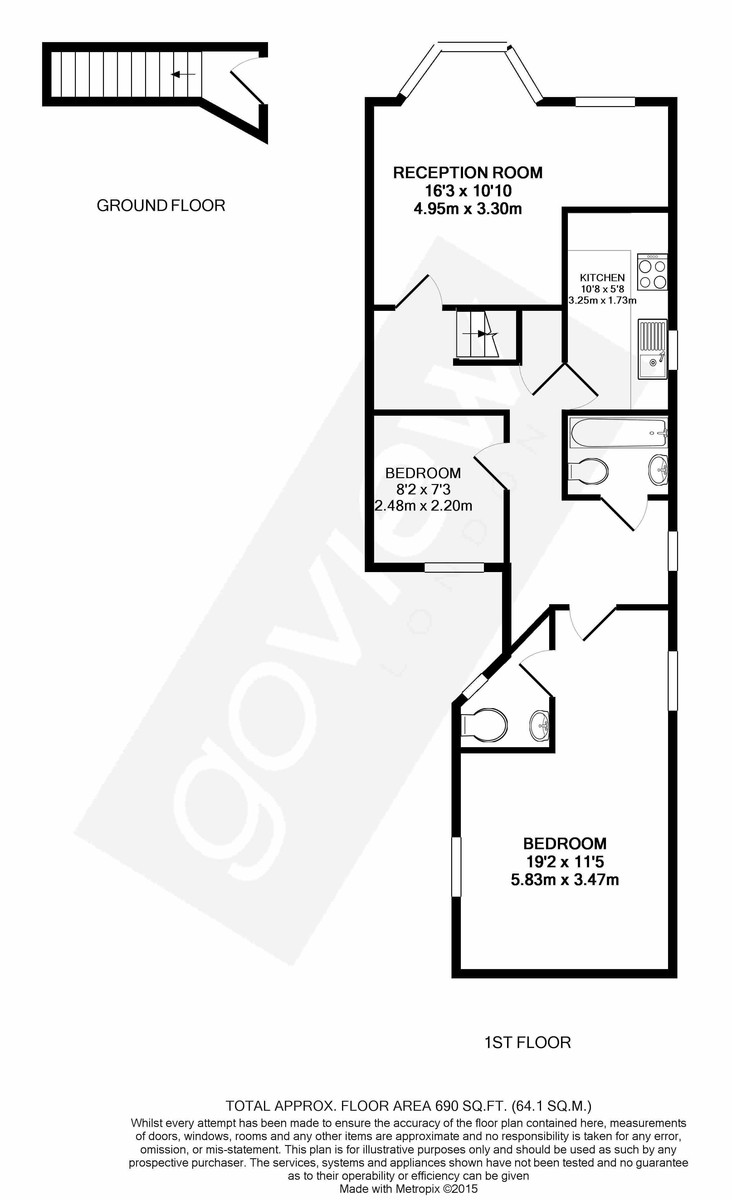 GROUND FLOOR
RECEPTION ROOM
16'3 x 10'10
4.95m x 3.30m
KITCHEN
10'8 x 5'8
3.25m x 1.73m
BEDROOM
8'2 x 7'3
2.48m x 2.20m
goview
LONDON
BEDROOM
19'2 x 11'5
5.83m x 3.47m
1ST FLOOR
TOTAL APPROX. FLOOR AREA 690 SQ.FT. (64.1 SQ.M.)
Whilst every attempt has been made to ensure the accuracy of the floor plan contained here, measurements
of doors, windows, rooms and any other items are approximate and no responsibility is taken for any error,
omission, or mis-statement. This plan is for illustrative purposes only and should be used as such by any
prospective purchaser. The services, systems and appliances shown have not been tested and no guarantee
as to their operability or efficiency can be given
Made with Metropix ©2015